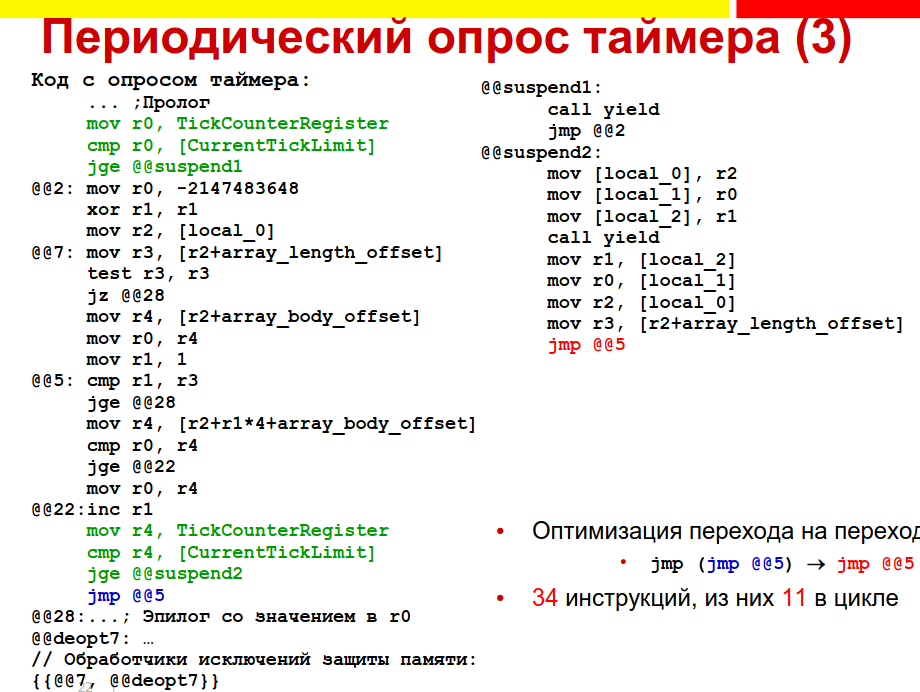 Периодический опрос таймера (3)
Код с опросом таймера:
... ;Пролог
mov r0, TickCounterRegister
cmp r0, [CurrentTickLimit]
jge @@suspend1
@@2: mov r0, -2147483648
xor r1, r1
mov r2, [local_0]
@@7: mov r3, [r2+array_length_offset]
test r3, r3
jz @@28
mov r4, [r2+array_body_offset]
mov r0, r4
mov r1, 1
@@5: cmp r1, r3
jge @@28
mov r4, [r2+r1*4+array_body_offset]
cmp r0, r4
jge @@22
mov r0, r4
@@22:inc r1
mov r4, TickCounterRegister
cmp r4, [CurrentTickLimit]
jge @@suspend2
jmp @@5
@@28:...; Эпилог со значением в r0
@@deopt7: …
// Обработчики исключений защиты памяти:
{{@@7, @@deopt7}}
22
@@suspend1:
call yield
jmp @@2
@@suspend2:
mov [local_0], r2
mov [local_1], r0
mov [local_2], r1
call yield
mov r1, [local_2]
mov r0, [local_1]
mov r2, [local_0]
mov r3, [r2+array_length_offset]
jmp @@5
• Оптимизация перехода на переход
• jmp (jmp @@5) → jmp @@5
• 34 инструкций, из них 11 в цикле